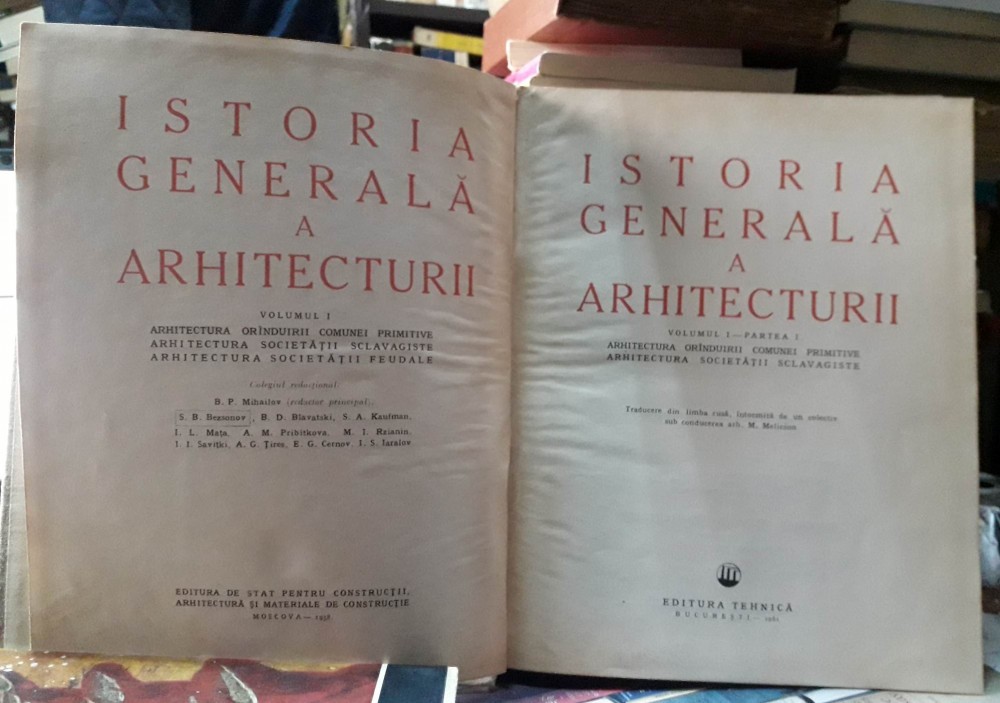 ISTORIA
GENERALĂ
A
ARHITECTURII
VOLUMUL I
ARHITECTURA ORÎNDUIRII COMUNEI PRIMITIVE
ARHITECTURA SOCIETĂȚII SCLAVAGISTE
ARHITECTURA SOCIETĂȚII FEUDALE
Colegiul redacțional:
B. P. Mihailov (redactor principal),
S. B. Bezsonov, B. D. Blavatski, S. A. Kaufman,
I. L. Mața, A. M. Pribîtkova, M. I. Rzianin,
I. I. Savițki, A. G. Țires, E. G. Cernov, I. S. Iaralov
EDITURA DE STAT PENTRU CONSTRUCȚII,
ARHITECTURĂ ȘI MATERIALE DE CONSTRUCȚIE
MOSCOVA — 1958
ISTORIA
GENERALĂ
A
ARHITECTURII
VOLUMUL I — PARTEA I
ARHITECTURA ORÎNDUIRII COMUNEI PRIMITIVE
ARHITECTURA SOCIETĂȚII SCLAVAGISTE
Traducere din limba rusă, întocmită de un colectiv
sub conducerea arh. M. Melicson
EDITURA TEHNICĂ
BUCUREȘTI — 1961